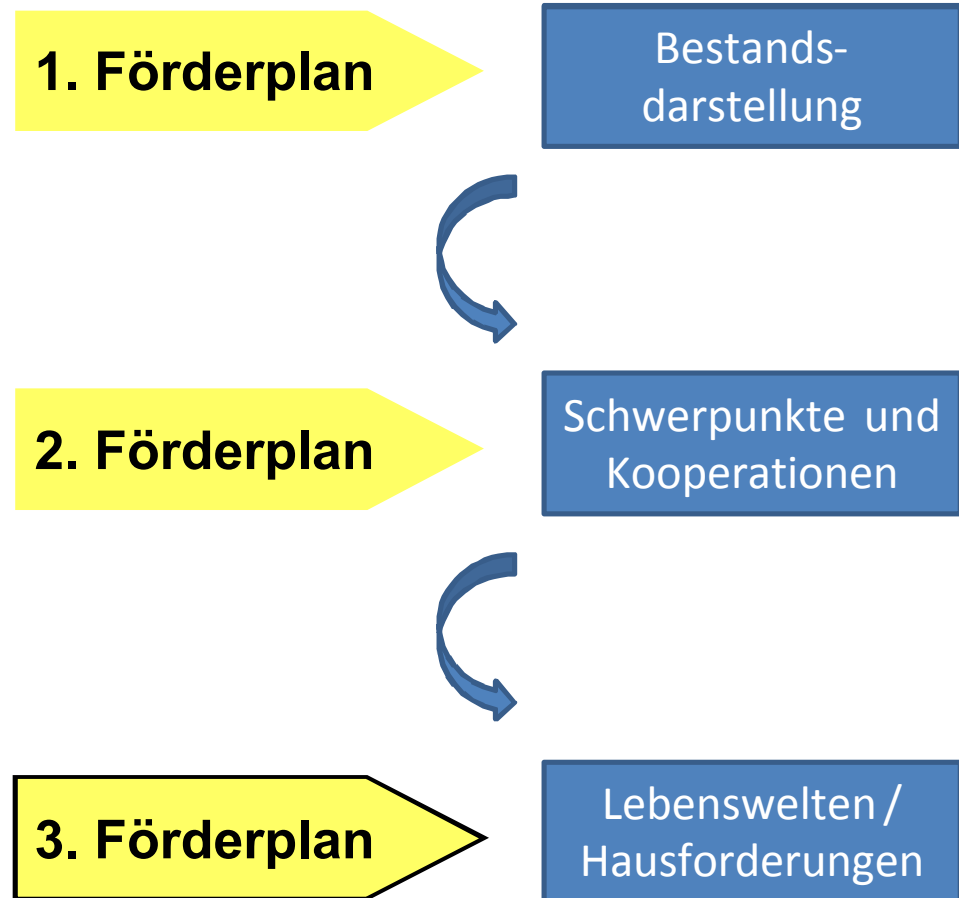 1. Förderplan
Bestands-
darstellung
2. Förderplan
Schwerpunkte und
Kooperationen
3. Förderplan
Lebenswelten /
Hausforderungen